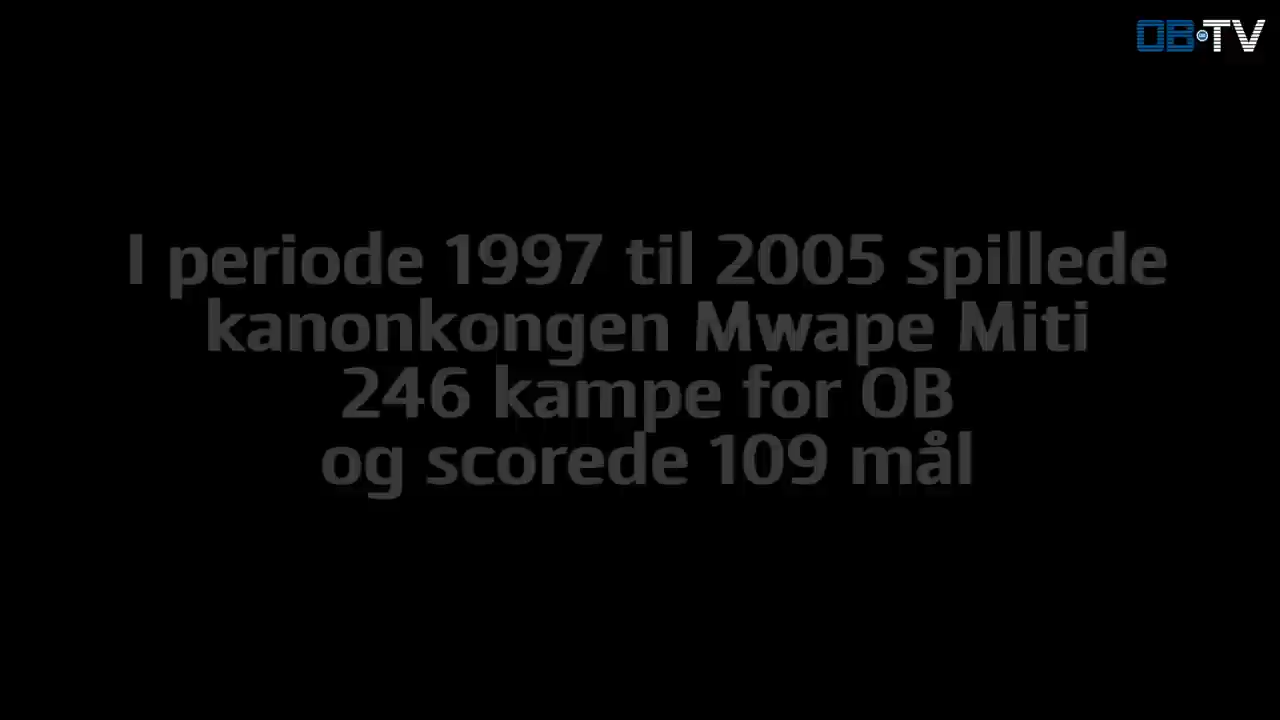 OB TV
I periode 1997 til 2005 spillede
kanonkongen Mwape Miti
246 kampe for OB
og scorede 109 mål